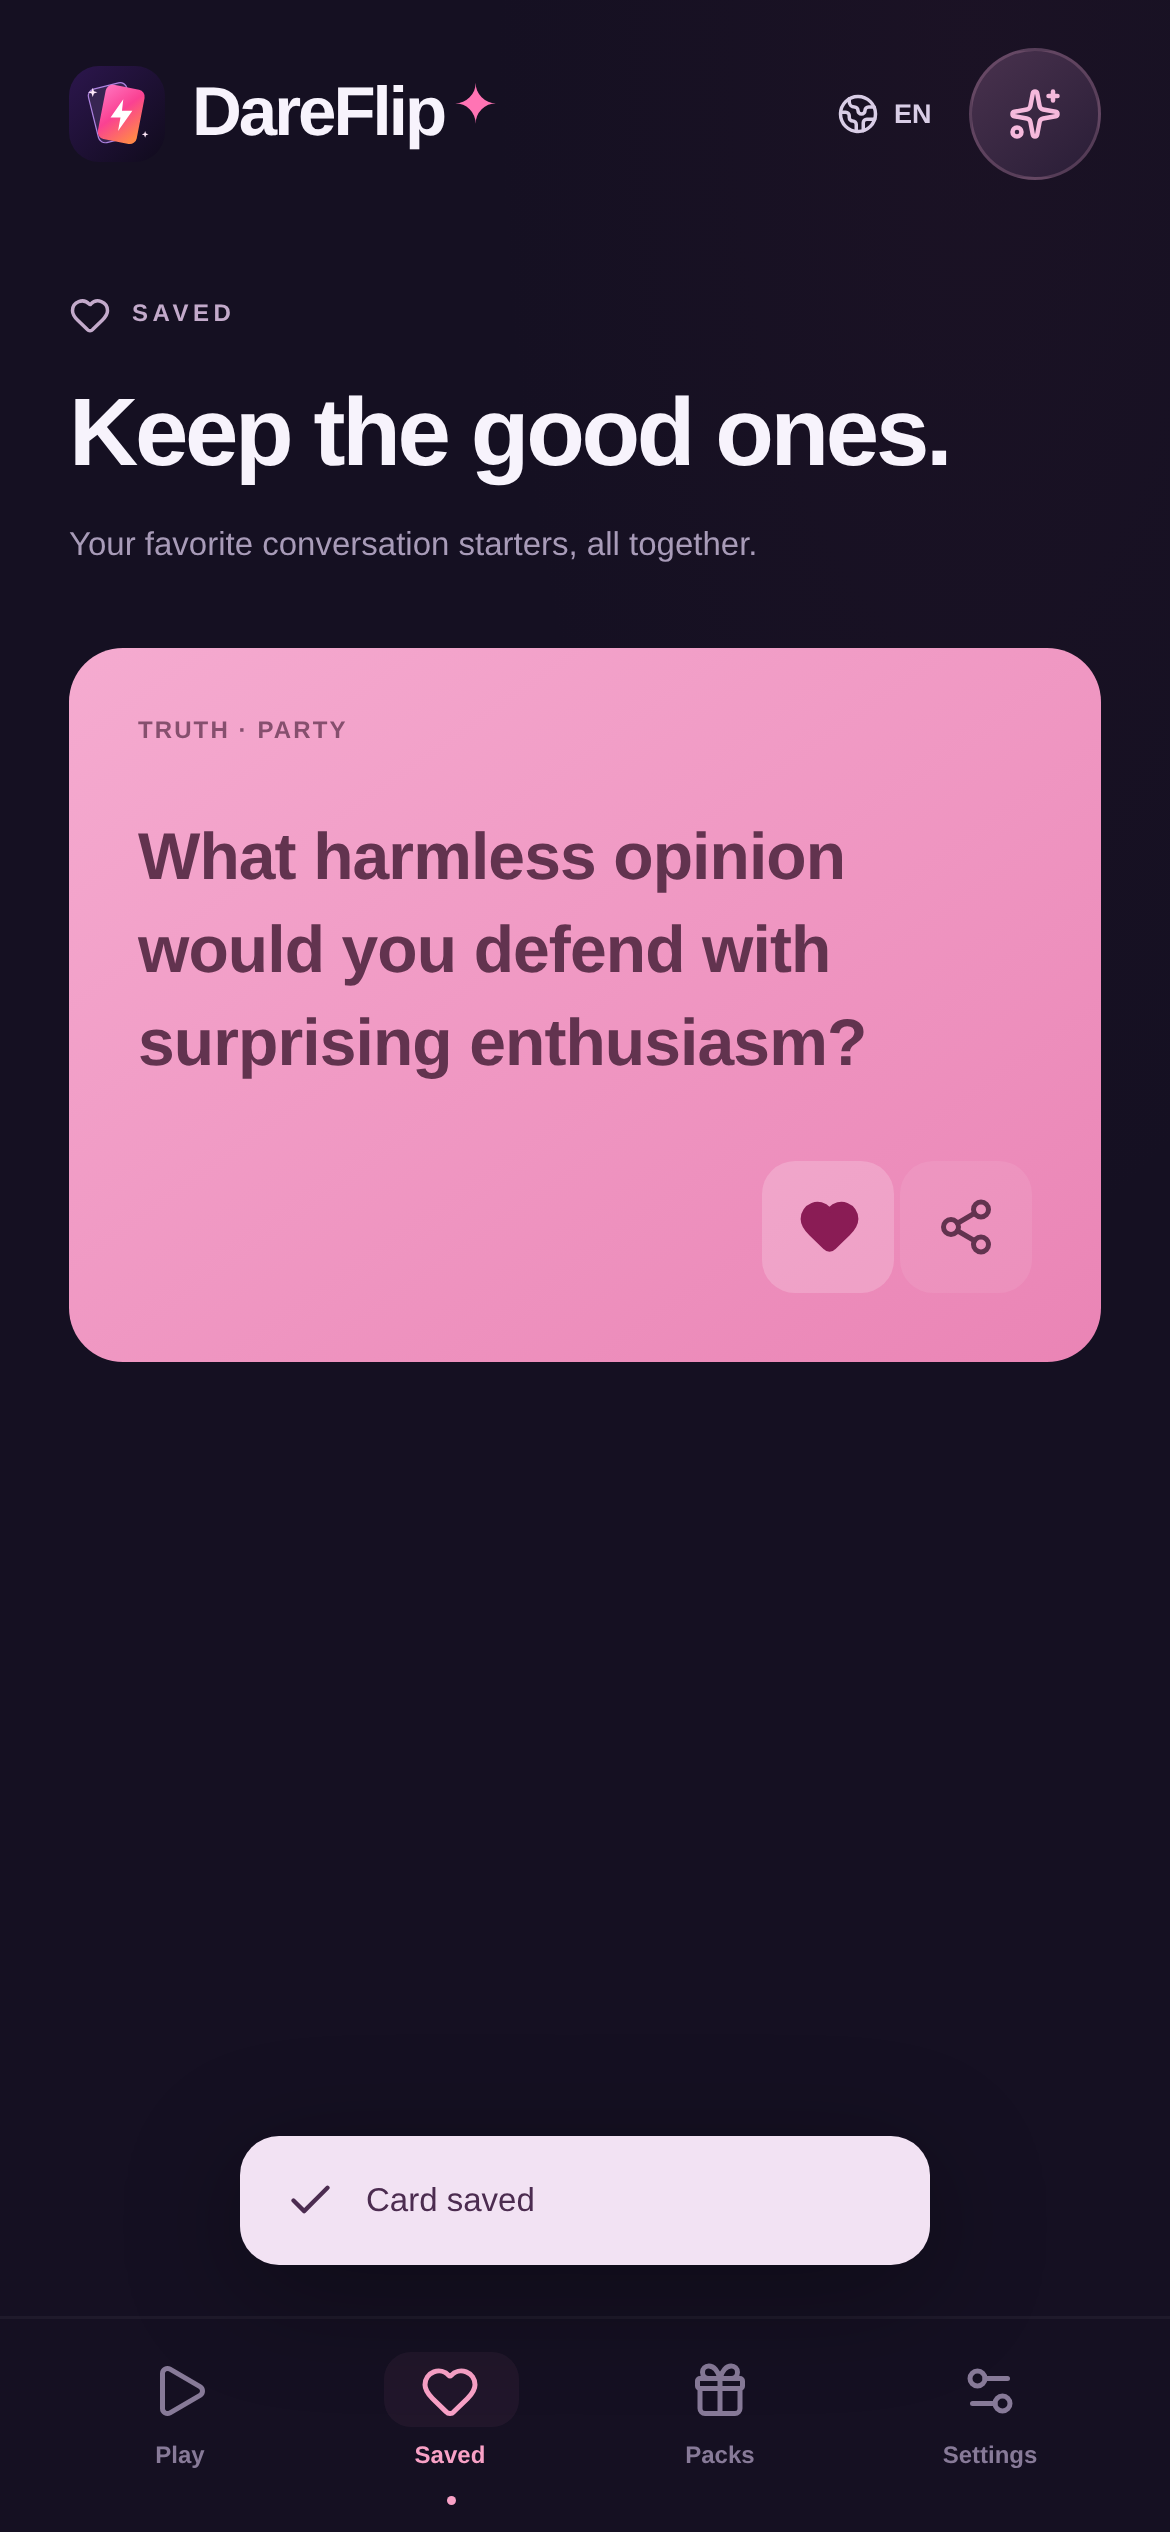 DareFlip
EN
SAVED
Keep the good ones.
Your favorite conversation starters, all together.
TRUTH · PARTY
What harmless opinion
would you defend with
surprising enthusiasm?
Card saved
Play
Saved
Packs
Settings